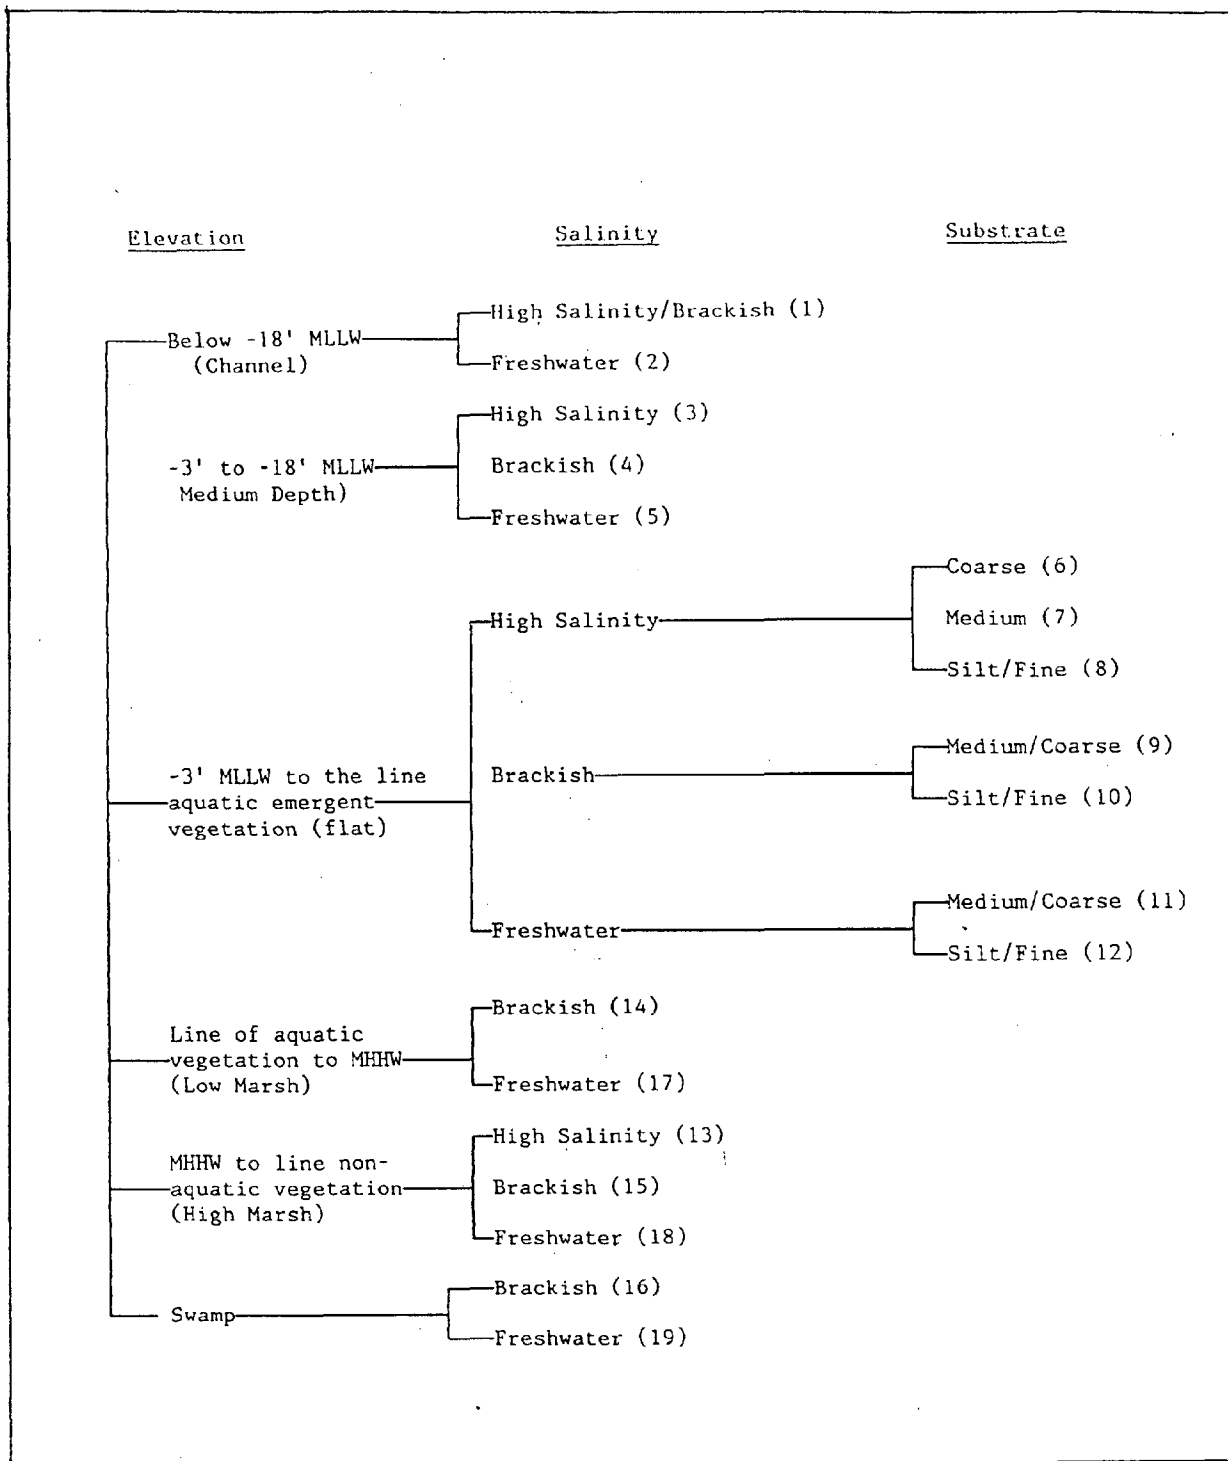 Elevation Salinity Substrate
High Salinity/Brackish (1)
Below -18' MLLW
(Channel)
Freshwater (2)
High Salinity (3)
-3' to -18' MLLW
Medium Depth)
Brackish (4)
Freshwater (5)
Coarse (6)
High Salinity
Medium (7)
Silt/Fine (8)
Medium/Coarse (9)
-3' MLLW to the line
aquatic emergent
vegetation (flat)
Brackish
Silt/Fine (10)
Medium/Coarse (11)
Freshwater
Silt/Fine (12)
Brackish (14)
Line of aquatic
vegetation to MHHW
(Low Marsh)
Freshwater (17)
High Salinity (13)
MHHW to line non-
aquatic vegetation
(High Marsh)
Brackish (15)
Freshwater (18)
Brackish (16)
Swamp
Freshwater (19)